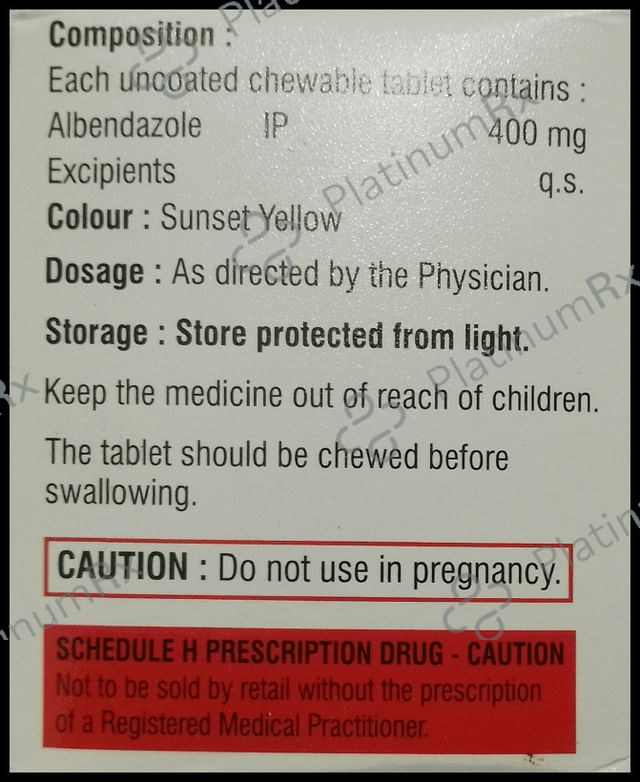 Composition :
Each uncoated chewable tablet contains :
Albendazole IP 400 mg
Excipients q.s.
Colour : Sunset Yellow
Dosage : As directed by the Physician.
Storage : Store protected from light.
Keep the medicine out of reach of children.
The tablet should be chewed before
swallowing.
CAUTION : Do not use in pregnancy.
SCHEDULE H PRESCRIPTION DRUG - CAUTION
Not to be sold by retail without the prescription
of a Registered Medical Practitioner.
PlatinumRx
PlatinumRx